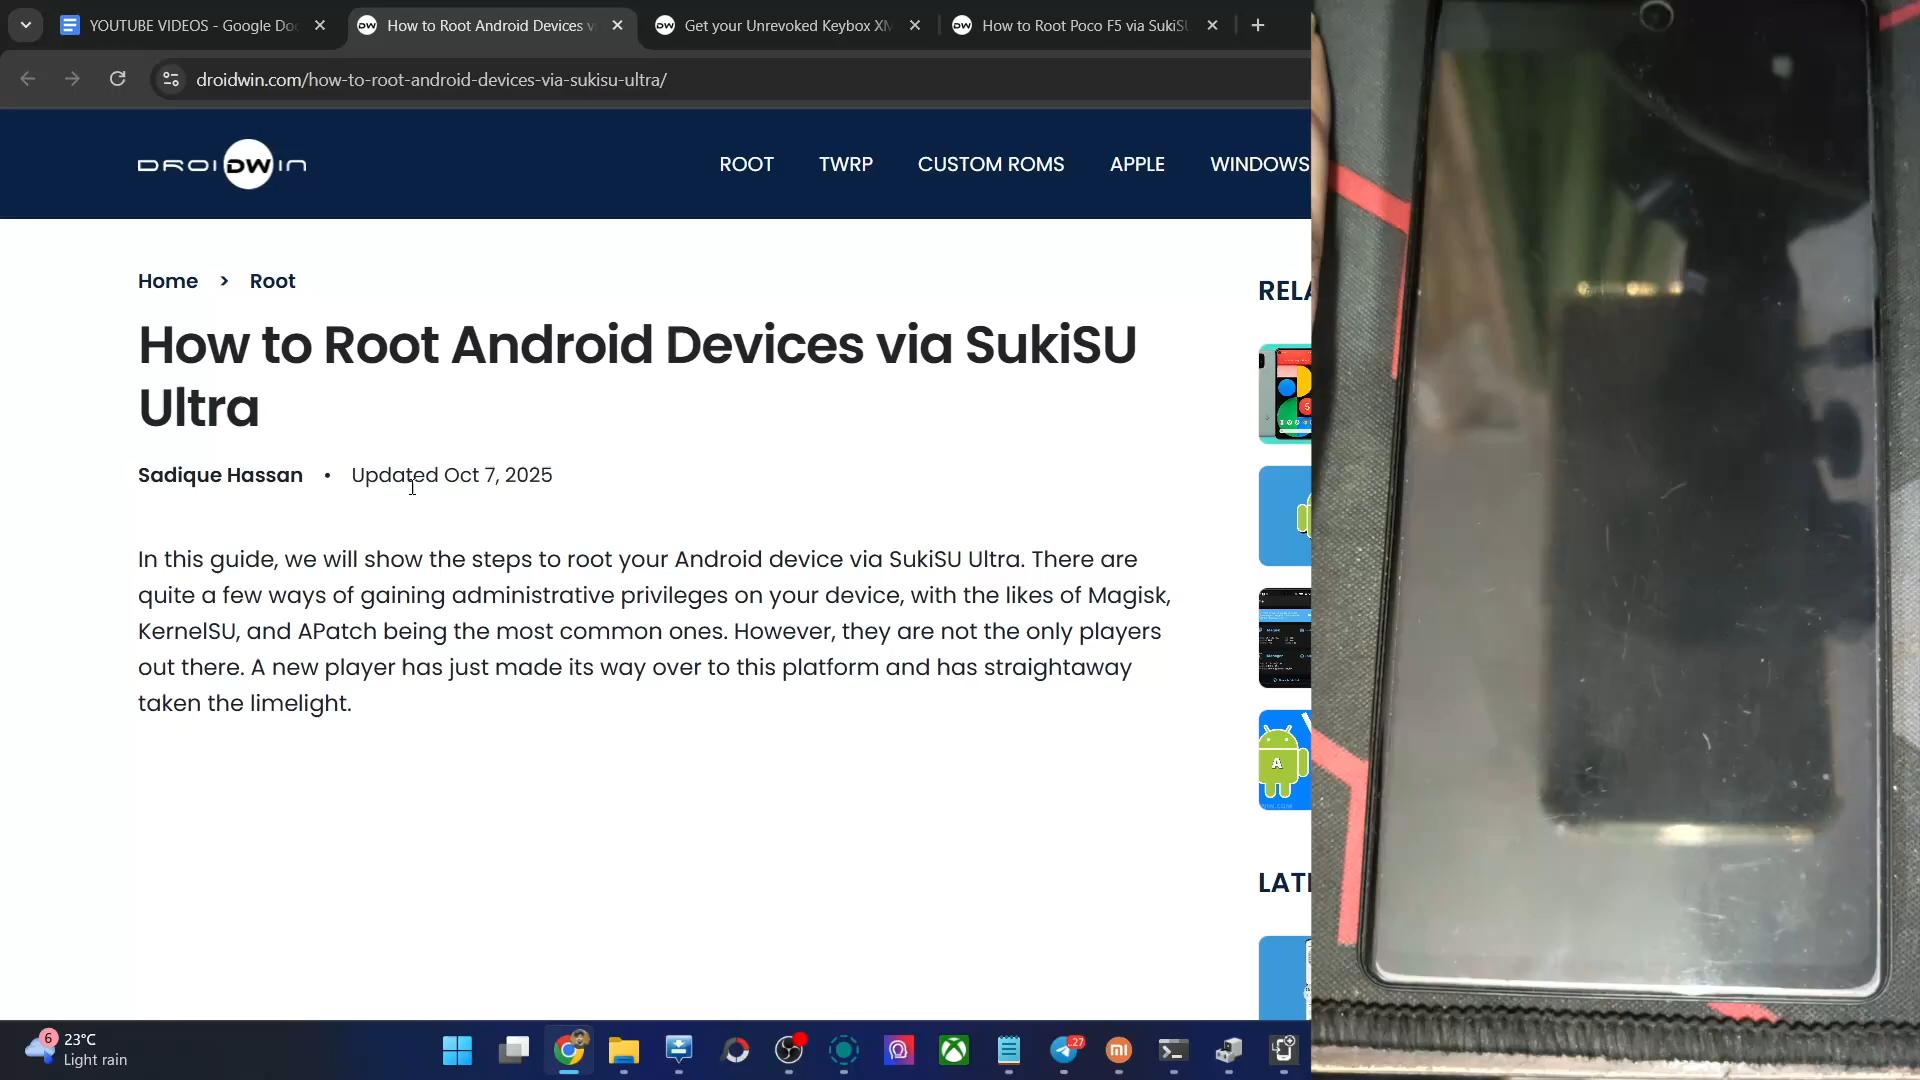 YOUTUBE VIDEOS - Google Do
How to Root Android Devices v
Get your Unrevoked Keybox XM
How to Root Poco F5 via SukiSU
droidwin.com/how-to-root-android-devices-via-sukisu-ultra/
DROIDWIN
ROOT
TWRP
CUSTOM ROMS
APPLE
WINDOWS
Home > Root
How to Root Android Devices via SukiSU
Ultra
Sadique Hassan • Updated Oct 7, 2025
In this guide, we will show the steps to root your Android device via SukiSU Ultra. There are
quite a few ways of gaining administrative privileges on your device, with the likes of Magisk,
KernelSU, and APatch being the most common ones. However, they are not the only players
out there. A new player has just made its way over to this platform and has straightaway
taken the limelight.
RELA
A
LATE
6
23°C
Light rain
27